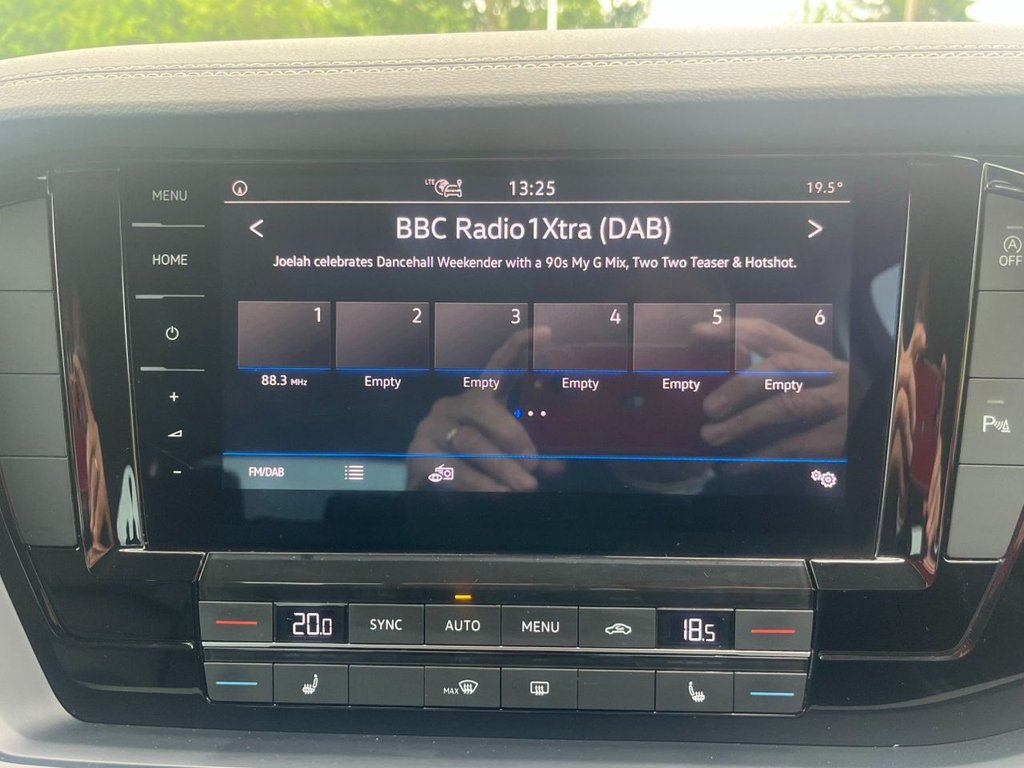 MENU
LTE 13:25 19.5°
< BBC Radio1Xtra (DAB) >
Joelah celebrates Dancehall Weekender with a 90s My G Mix, Two Two Teaser & Hotshot.
HOME
1 2 3 4 5 6
88.3 MHz Empty Empty Empty Empty Empty
+
-
FM/DAB
A OFF
P
20.0 SYNC AUTO MENU 18.5
MAX